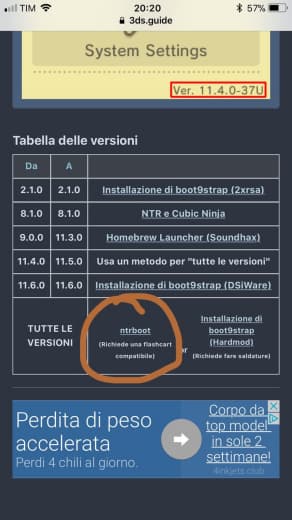 TIM
20:20
57%
3ds.guide
System Settings
Ver. 11.4.0-37U
Tabella delle versioni
Da A
2.1.0 2.1.0 Installazione di boot9strap (2xrsa)
8.1.0 8.1.0 NTR e Cubic Ninja
9.0.0 11.3.0 Homebrew Launcher (Soundhax)
11.4.0 11.5.0 Usa un metodo per "tutte le versioni"
11.6.0 11.6.0 Installazione di boot9strap (DSiWare)
TUTTE LE
VERSIONI
ntrboot
(Richiede una flashcart
compatibile)
or
Installazione di
boot9strap
(Hardmod)
(Richiede fare saldature)
Perdita di peso
accelerata
Perdi 4 chili al giorno.
Corpo da
top model
in sole 2
settimane!
4inkjets.club